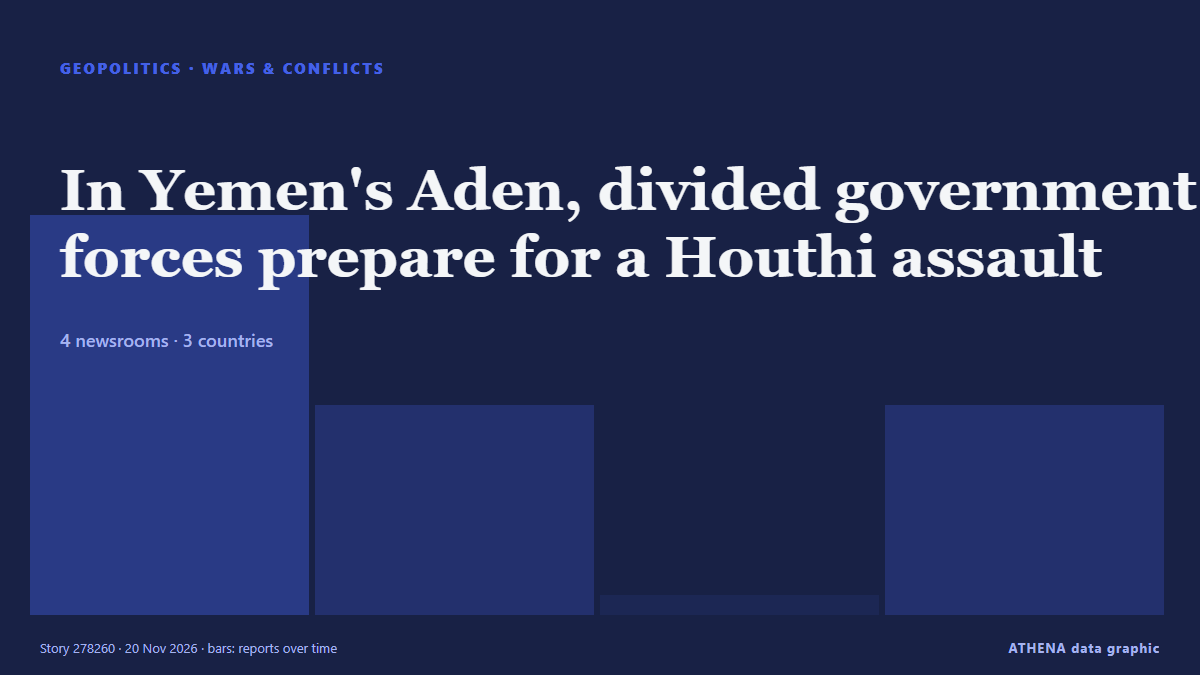 GEOPOLITICS · WARS & CONFLICTS
In Yemen's Aden, divided government
forces prepare for a Houthi assault
4 newsrooms · 3 countries
Story 278260 · 20 Nov 2026 · bars: reports over time
ATHENA data graphic